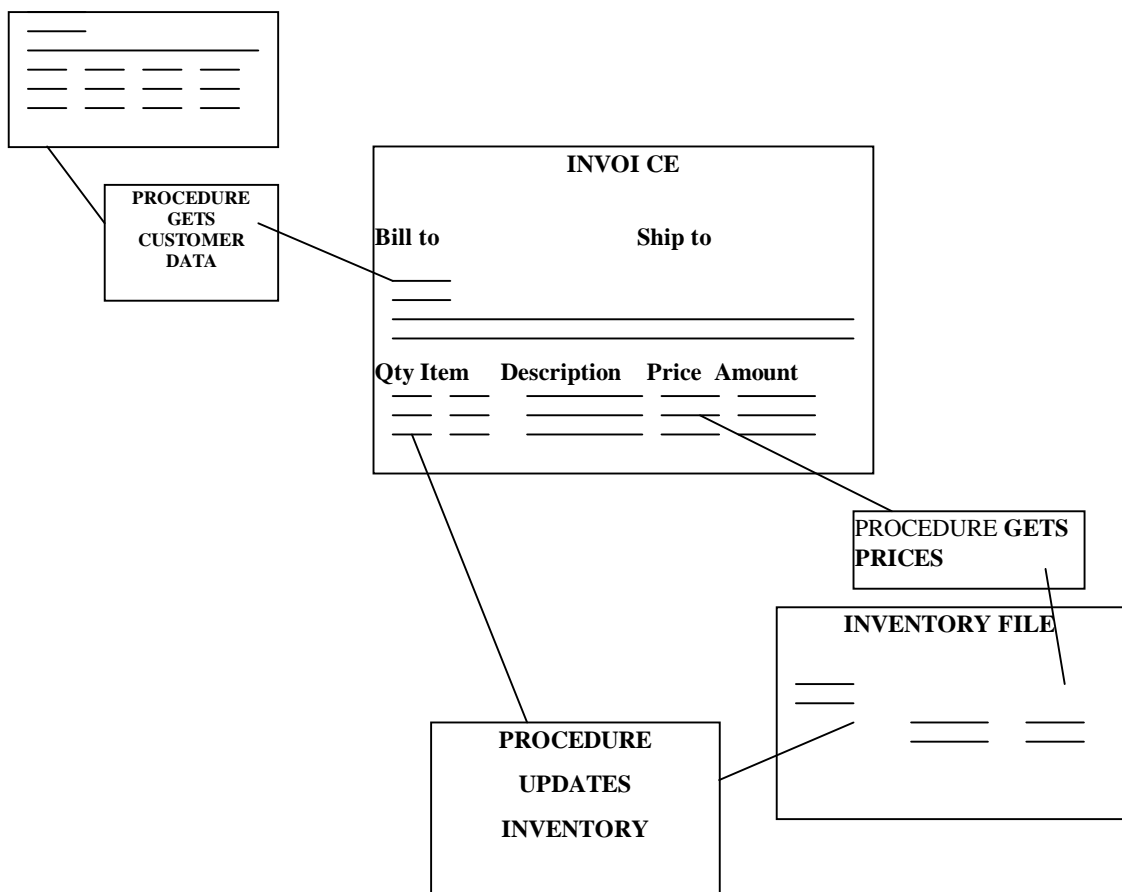 PROCEDURE
GETS
CUSTOMER
DATA
INVOI CE
Bill to Ship to
Qty Item Description Price Amount
PROCEDURE GETS
PRICES
INVENTORY FILE
PROCEDURE
UPDATES
INVENTORY